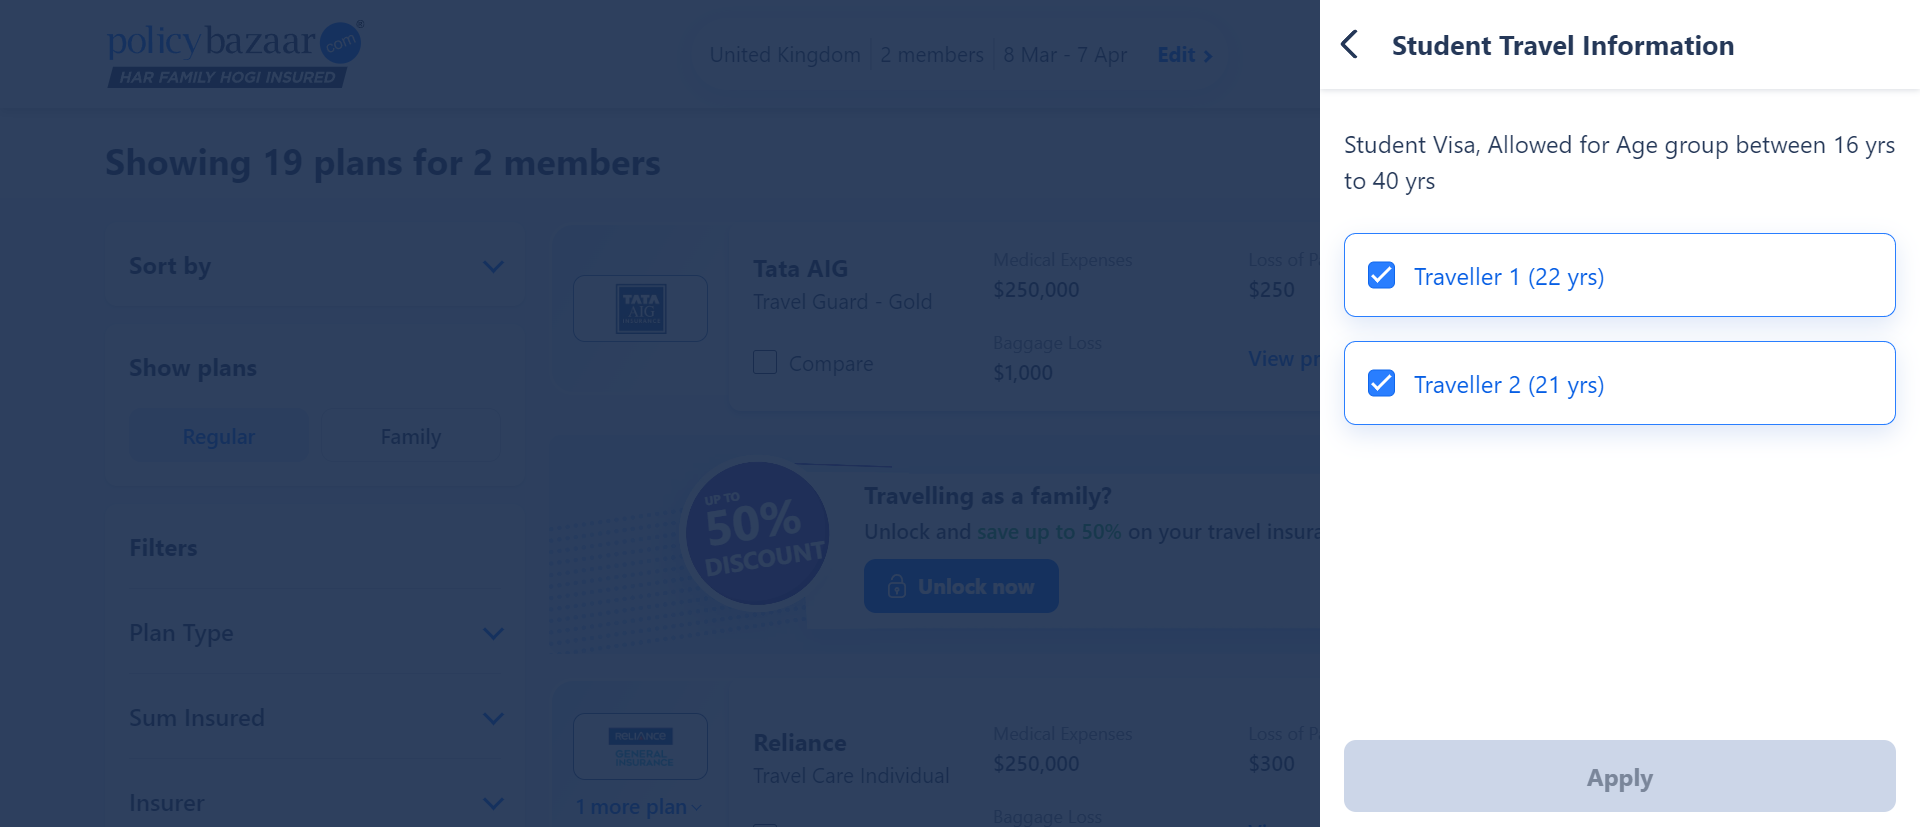 policybazaar.com
HAR FAMILY HOGI INSURED
United Kingdom 2 members 8 Mar - 7 Apr Edit
Student Travel Information
Showing 19 plans for 2 members
Student Visa, Allowed for Age group between 16 yrs
to 40 yrs
Traveller 1 (22 yrs)
Traveller 2 (21 yrs)
Apply
Sort by
Show plans
Regular Family
Filters
Plan Type
Sum Insured
Insurer
TATA
AIG
INSURANCE
Tata AIG
Travel Guard - Gold
Compare
Medical Expenses
$250,000
Baggage Loss
$1,000
Loss of P
$250
View pr
UP TO
50%
DISCOUNT
Travelling as a family?
Unlock and save up to 50% on your travel insura
Unlock now
RELIANCE
GENERAL
INSURANCE
1 more plan
Reliance
Travel Care Individual
Medical Expenses
$250,000
Baggage Loss
Loss of P
$300